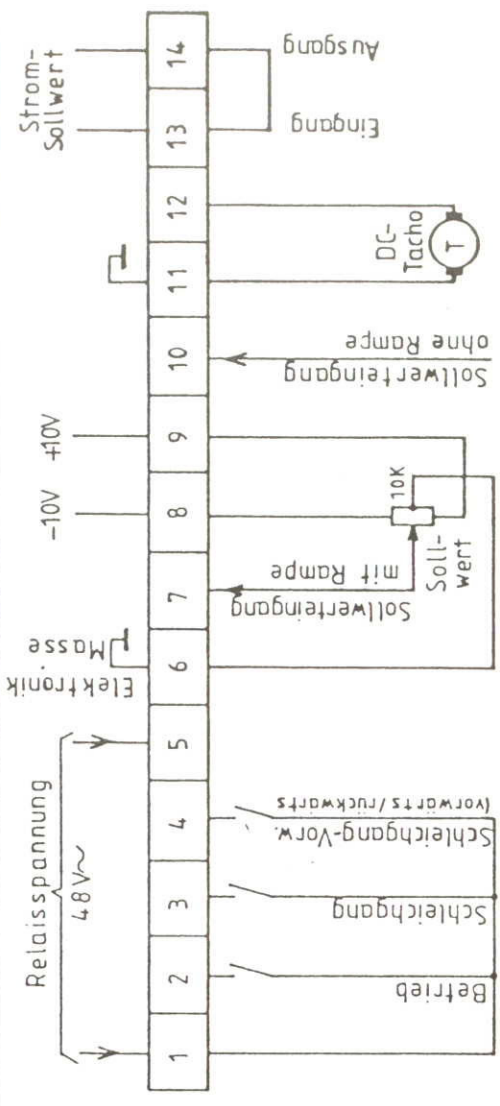 Relaisspannung
48V~
Elektronik.
Masse
-10V
+10V
Strom-
Sollwert
1
2
3
4
5
6
7
8
9
10
11
12
13
14
Betrieb
Schleichgang
Schleichgang-Vorw.
(vorwärts/rückwärts
Sollwerteingang
mit Rampe
Soll-
wert
10K
Sollwerteingang
ohne Rampe
DC-
Tacho
T
Eingang
Ausgang